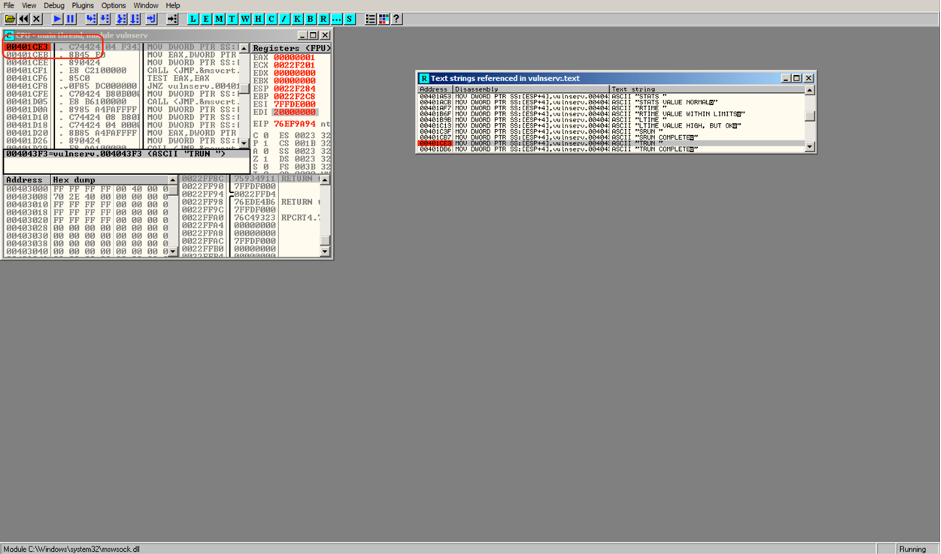 File View Debug Plugins Options Window Help
L E M T W H C / K B R ... S
C CPU - main thread, module vulnserv
00401CE3 . C74424 04 F343 MOV DWORD PTR SS:
00401CEB . 8B45 E0 MOV EAX,DWORD PTR
. 890424 MOV DWORD PTR SS:
00401CF1 . E8 C2100000 CALL <JMP.&msvcrt.
00401CF6 . 85C0 TEST EAX,EAX
00401CF8 .v0F85 DC000000 JNZ vulnserv.0040
00401CFE . C70424 B80B000 MOV DWORD PTR SS:
00401D05 . E8 B6100000 CALL <JMP.&msvcrt.
00401D0A . 8985 A4FAFFFF MOV DWORD PTR SS:
00401D10 . C74424 08 B80 MOV DWORD PTR SS:
00401D18 . C74424 04 0000 MOV DWORD PTR SS:
00401D20 . 8B85 A4FAFFFF MOV EAX,DWORD PTR
. 890424 MOV DWORD PTR SS:
004043F3=vulnserv.004043F3 (ASCII "TRUN ")
Registers (FPU)
EAX 00000001
ECX 0022F201
EDX 00000000
EBX 00000000
ESP 0022F284
EBP 0022F2C8
ESI 7FFDE000
EDI 20000000
EIP 76EF9A94 nt
C 0 ES 0023 32
P 1 CS 001B 32
A 0 SS 0023 32
Z 1 DS 0023 32
S 0 FS 003B 32
Address Hex dump
00403000 FF FF FF FF 00 40 00 0
00403008 70 2E 40 00 00 00 00 0
00403010 FF FF FF FF 00 00 00 0
00403018 FF FF FF FF 00 00 00 0
00403020 FF FF FF FF 00 00 00 0
00403028 00 00 00 00 00 00 00 0
00403030 00 00 00 00 00 00 00 0
00403038 00 00 00 00 00 00 00 0
00403040 00 00 00 00 00 00 00 0
0022FF8C 75934911 RETURN
0022FF90 7FFDF000
0022FF94 0022FFD4
0022FF98 76EDE4B6 RETURN
0022FF9C 7FFDF000
0022FFA0 76C49323 RPCRT4.7
0022FFA4 00000000
0022FFA8 00000000
0022FFAC 7FFDF000
0022FFB0 00000000
R Text strings referenced in vulnserv:.text
Address Disassembly Text string
00401A53 MOV DWORD PTR SS:[ESP+4],vulnserv.00404 ASCII "STATS "
00401ACB MOV DWORD PTR SS:[ESP+4],vulnserv.00404 ASCII "STATS VALUE NORMAL
MOV DWORD PTR SS:[ESP+4],vulnserv.00404 ASCII "RTIME "
00401B6F MOV DWORD PTR SS:[ESP+4],vulnserv.00404 ASCII "RTIME VALUE WITHIN LIMITS
MOV DWORD PTR SS:[ESP+4],vulnserv.00404 ASCII "LTIME "
00401C13 MOV DWORD PTR SS:[ESP+4],vulnserv.00404 ASCII "LTIME VALUE HIGH, BUT OK
00401C3F MOV DWORD PTR SS:[ESP+4],vulnserv.00404 ASCII "SRUN "
00401CB7 MOV DWORD PTR SS:[ESP+4],vulnserv.00404 ASCII "SRUN COMPLETE
00401CE3 MOV DWORD PTR SS:[ESP+4],vulnserv.00404 ASCII "TRUN "
00401DB6 MOV DWORD PTR SS:[ESP+4],vulnserv.00404 ASCII "TRUN COMPLETE
Module C:\Windows\system32\mswsock.dll Running